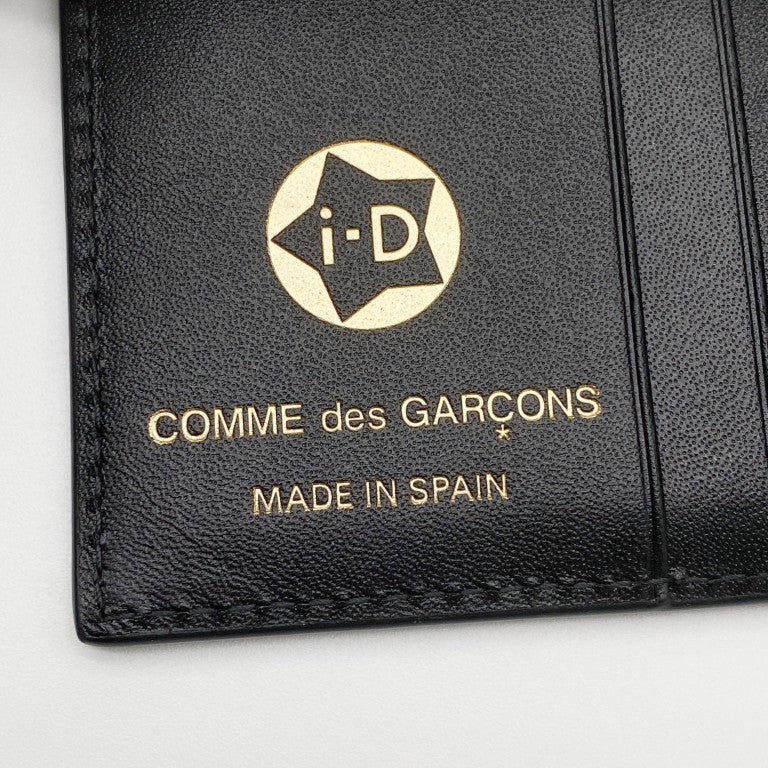 i-D
COMME des GARÇONS
*
MADE IN SPAIN